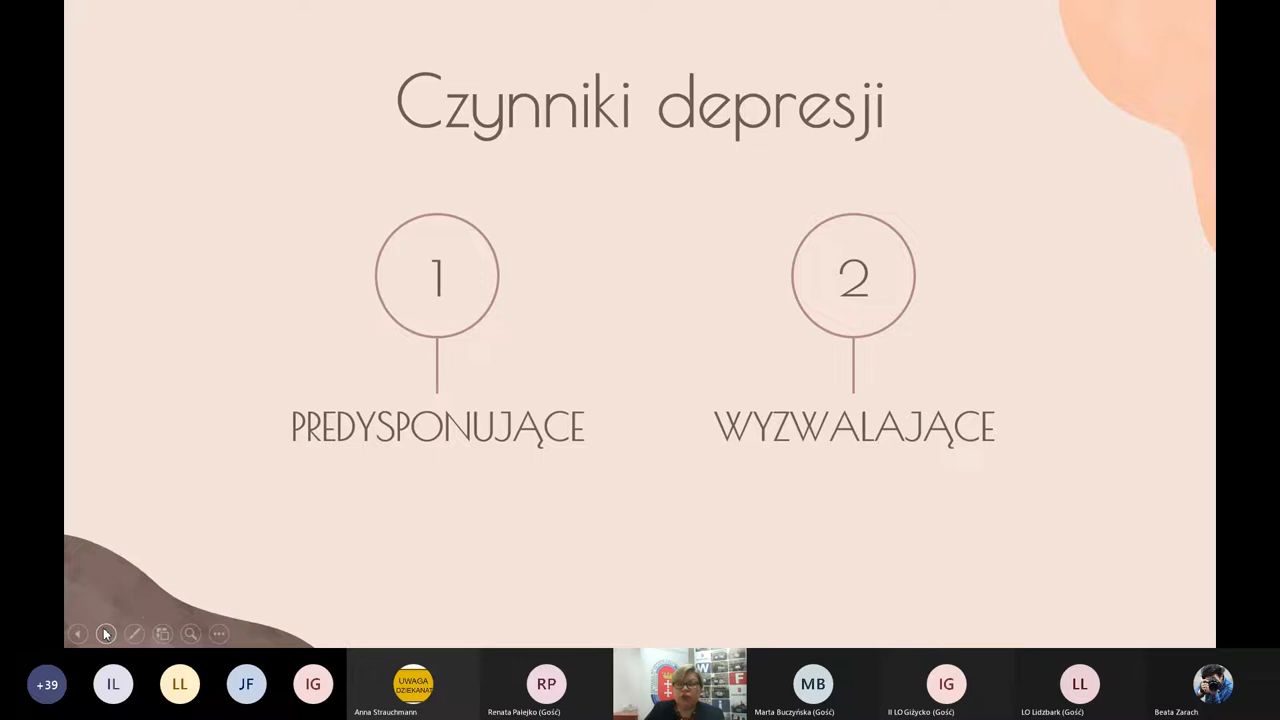 Czynniki depresji
1
2
PREDYSPONUJĄCE
WYZWALAJĄCE
+39
IL
LL
JF
IG
UWAGA
DZIEKANAT
Anna Strauchmann
RP
Renata Palejko (Gość)
W
F
MB
Marta Buczyńska (Gość)
IG
II LO Giżycko (Gość)
LL
LO Lidzbark (Gość)
Beata Zarach